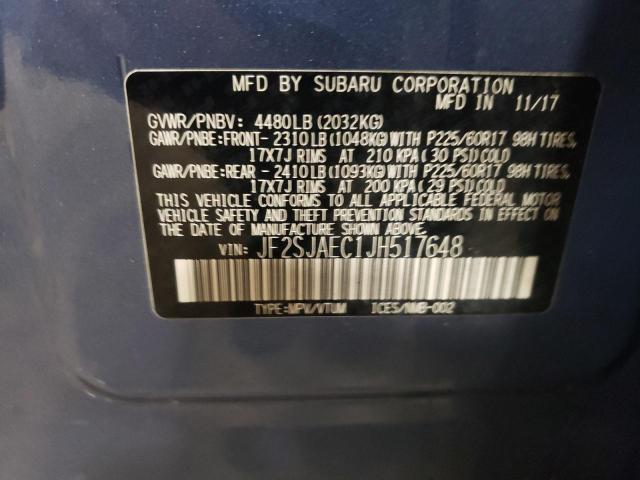 MFD BY SUBARU CORPORATION
MFD IN 11/17
GVWR/PNBV: 4480LB(2032KG)
GAWR/PNBE:FRONT-2310LB(1048KG)WITH P225/60R17 98H TIRES,
17X7J RIMS AT 210 KPA(30 PSI)COLD
GAWR/PNBE:REAR -2410LB(1093KG)WITH P225/60R17 98H TIRES,
17X7J RIMS AT 200 KPA(29 PSI)COLD
THIS VEHICLE CONFORMS TO ALL APPLICABLE FEDERAL MOTOR
VEHICLE SAFETY AND THEFT PREVENTION STANDARDS IN EFFECT
ON THE DATE OF MANUFACTURE SHOWN ABOVE.
VIN: JF2SJAEC1JH517648
TYPE:MPV/VTUM ICES/NMB-002